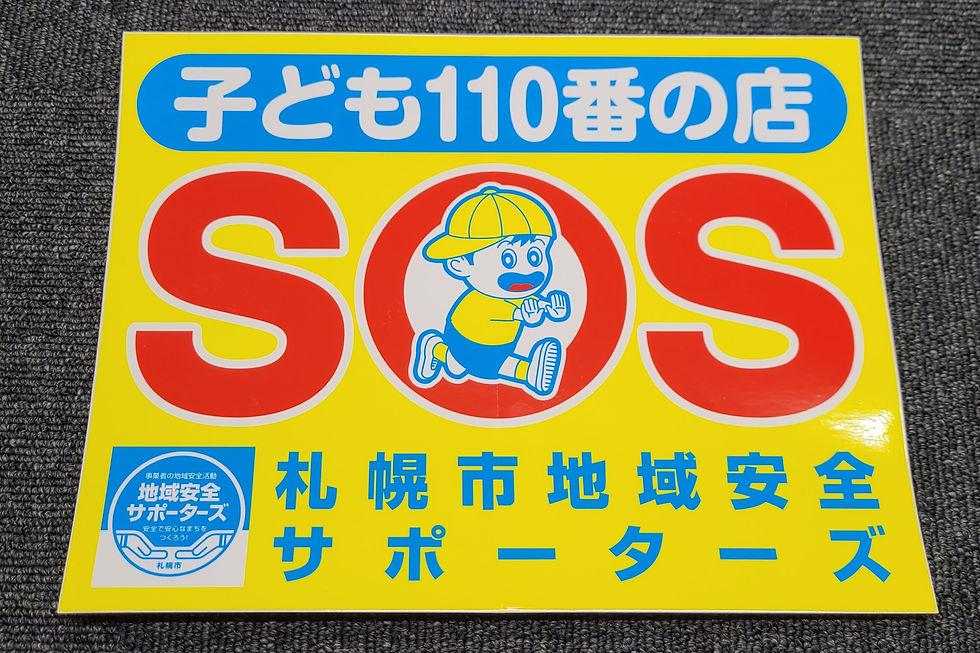 子ども110番の店
SOS
札幌市地域安全
サポーターズ
事業者の地域安全活動
地域安全
サポーターズ
安全で安心なまちを
つくろう!
札幌市